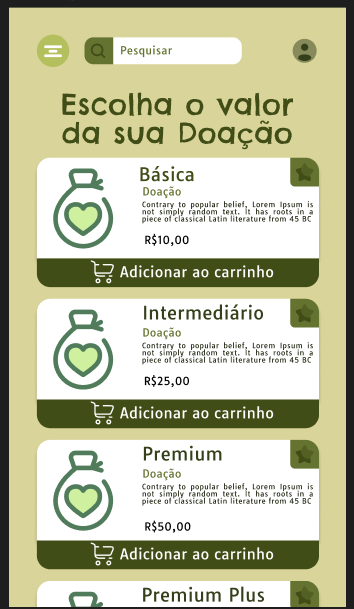 Pesquisar
Escolha o valor
da sua Doação
Básica
Doação
Contrary to popular belief, Lorem Ipsum is
not simply random text. It has roots in a
piece of classical Latin literature from 45 BC
R$10,00
Adicionar ao carrinho
Intermediário
Doação
Contrary to popular belief, Lorem Ipsum is
not simply random text. It has roots in a
piece of classical Latin literature from 45 BC
R$25,00
Adicionar ao carrinho
Premium
Doação
Contrary to popular belief, Lorem Ipsum is
not simply random text. It has roots in a
piece of classical Latin literature from 45 BC
R$50,00
Adicionar ao carrinho
Premium Plus